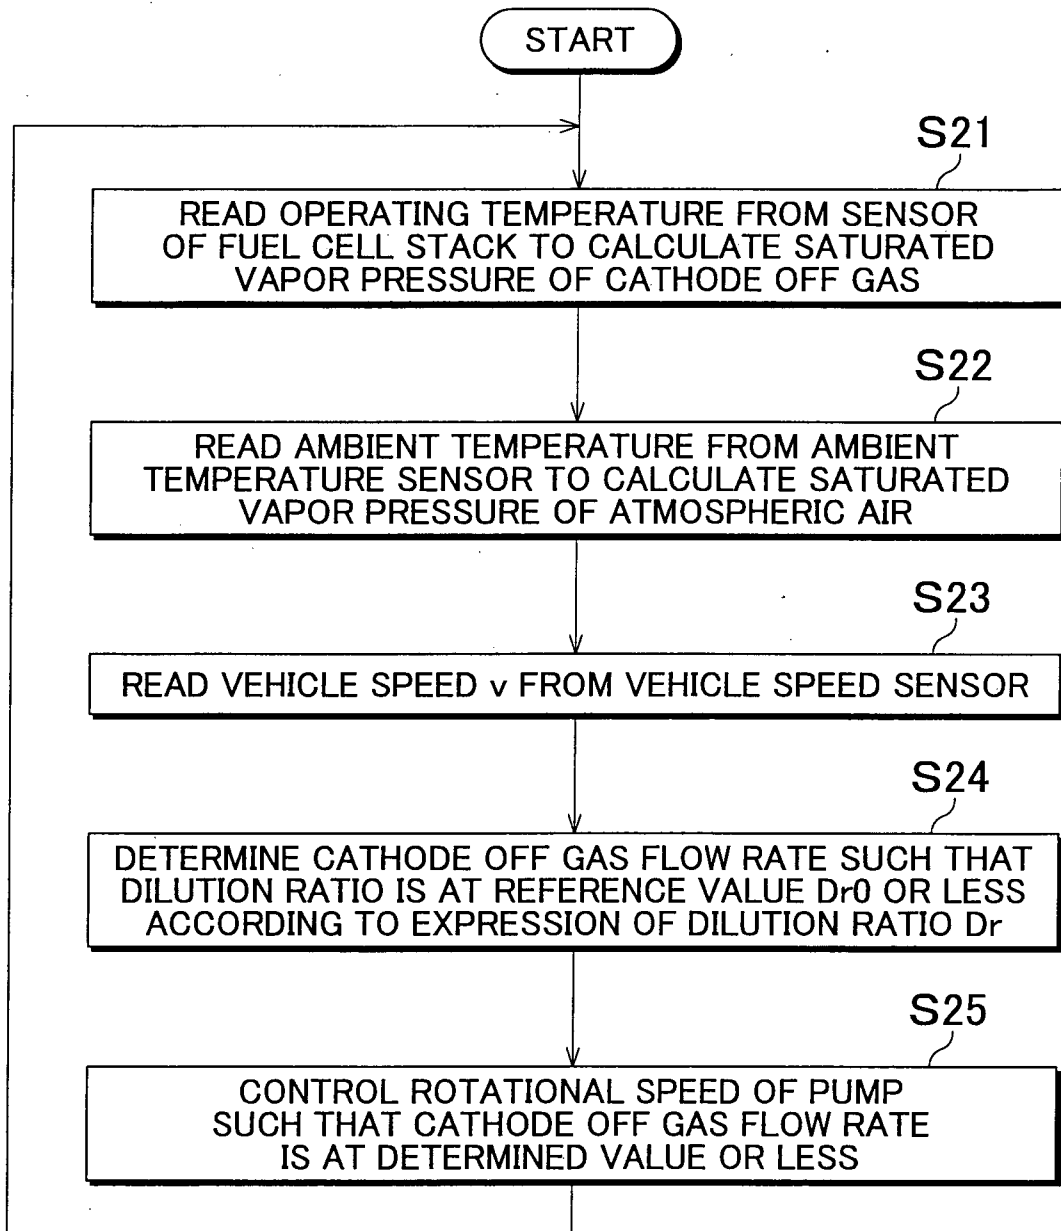 START
S21
READ OPERATING TEMPERATURE FROM SENSOR
OF FUEL CELL STACK TO CALCULATE SATURATED
VAPOR PRESSURE OF CATHODE OFF GAS
S22
READ AMBIENT TEMPERATURE FROM AMBIENT
TEMPERATURE SENSOR TO CALCULATE SATURATED
VAPOR PRESSURE OF ATMOSPHERIC AIR
S23
READ VEHICLE SPEED v FROM VEHICLE SPEED SENSOR
S24
DETERMINE CATHODE OFF GAS FLOW RATE SUCH THAT
DILUTION RATIO IS AT REFERENCE VALUE Dr0 OR LESS
ACCORDING TO EXPRESSION OF DILUTION RATIO Dr
S25
CONTROL ROTATIONAL SPEED OF PUMP
SUCH THAT CATHODE OFF GAS FLOW RATE
IS AT DETERMINED VALUE OR LESS